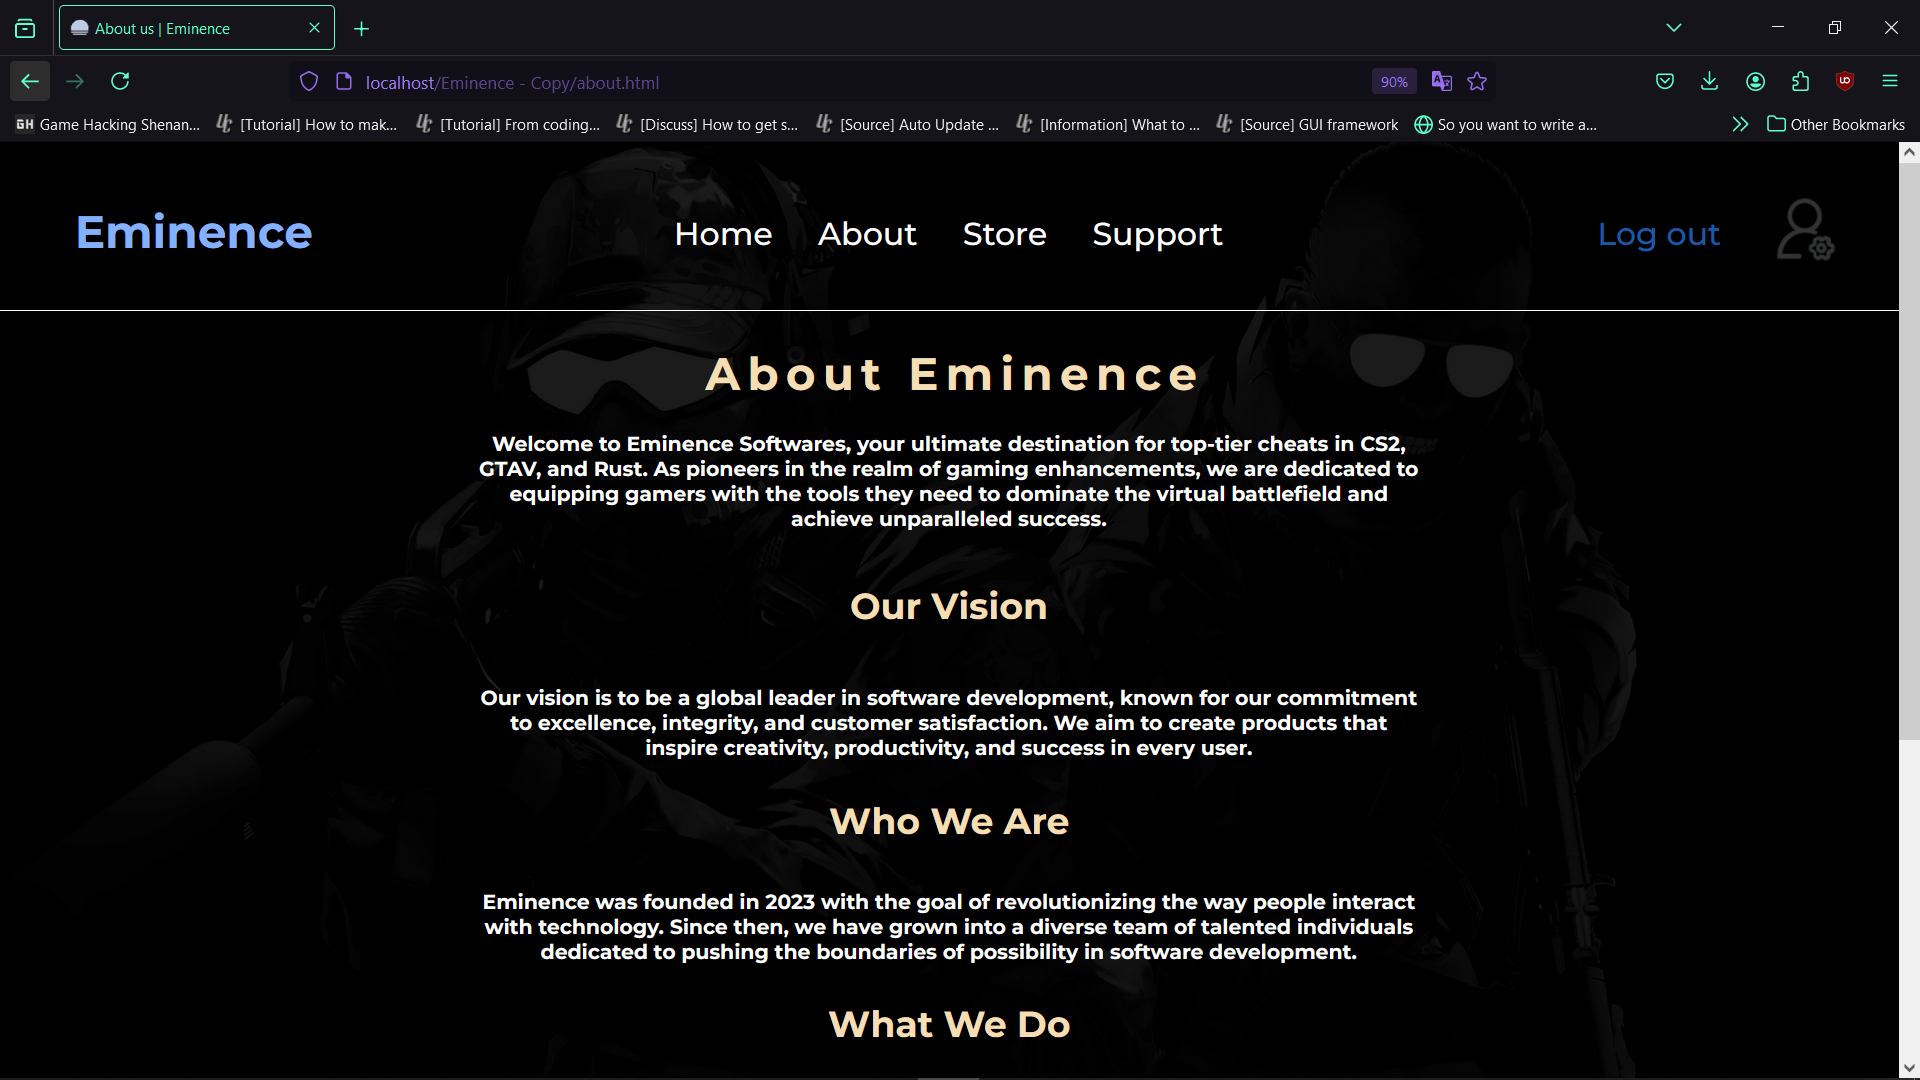 About us | Eminence
localhost/Eminence - Copy/about.html
90%
GH Game Hacking Shenan...
[Tutorial] How to mak...
[Tutorial] From coding...
[Discuss] How to get s...
[Source] Auto Update ...
[Information] What to ...
[Source] GUI framework
So you want to write a...
Other Bookmarks
Eminence
Home
About
Store
Support
Log out
About Eminence
Welcome to Eminence Softwares, your ultimate destination for top-tier cheats in CS2,
GTAV, and Rust. As pioneers in the realm of gaming enhancements, we are dedicated to
equipping gamers with the tools they need to dominate the virtual battlefield and
achieve unparalleled success.
Our Vision
Our vision is to be a global leader in software development, known for our commitment
to excellence, integrity, and customer satisfaction. We aim to create products that
inspire creativity, productivity, and success in every user.
Who We Are
Eminence was founded in 2023 with the goal of revolutionizing the way people interact
with technology. Since then, we have grown into a diverse team of talented individuals
dedicated to pushing the boundaries of possibility in software development.
What We Do